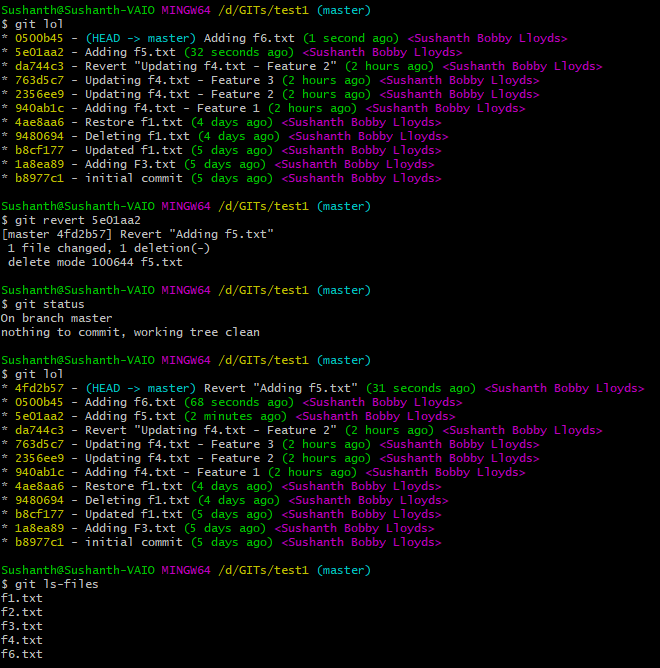 Sushanth@Sushanth-VAIO MINGW64 /d/GITs/test1 (master)
$ git lol
* 0500b45 - (HEAD -> master) Adding f6.txt (1 second ago) <Sushanth Bobby Lloyds>
* 5e01aa2 - Adding f5.txt (32 seconds ago) <Sushanth Bobby Lloyds>
* da744c3 - Revert "Updating f4.txt - Feature 2" (2 hours ago) <Sushanth Bobby Lloyds>
* 763d5c7 - Updating f4.txt - Feature 3 (2 hours ago) <Sushanth Bobby Lloyds>
* 2356ee9 - Updating f4.txt - Feature 2 (2 hours ago) <Sushanth Bobby Lloyds>
* 940ab1c - Adding f4.txt - Feature 1 (2 hours ago) <Sushanth Bobby Lloyds>
* 4ae8aa6 - Restore f1.txt (4 days ago) <Sushanth Bobby Lloyds>
* 9480694 - Deleting f1.txt (4 days ago) <Sushanth Bobby Lloyds>
* b8cf177 - Updated f1.txt (5 days ago) <Sushanth Bobby Lloyds>
* 1a8ea89 - Adding F3.txt (5 days ago) <Sushanth Bobby Lloyds>
* b8977c1 - initial commit (5 days ago) <Sushanth Bobby Lloyds>
Sushanth@Sushanth-VAIO MINGW64 /d/GITs/test1 (master)
$ git revert 5e01aa2
[master 4fd2b57] Revert "Adding f5.txt"
 1 file changed, 1 deletion(-)
 delete mode 100644 f5.txt
Sushanth@Sushanth-VAIO MINGW64 /d/GITs/test1 (master)
$ git status
On branch master
nothing to commit, working tree clean
Sushanth@Sushanth-VAIO MINGW64 /d/GITs/test1 (master)
$ git lol
* 4fd2b57 - (HEAD -> master) Revert "Adding f5.txt" (31 seconds ago) <Sushanth Bobby Lloyds>
* 0500b45 - Adding f6.txt (68 seconds ago) <Sushanth Bobby Lloyds>
* 5e01aa2 - Adding f5.txt (2 minutes ago) <Sushanth Bobby Lloyds>
* da744c3 - Revert "Updating f4.txt - Feature 2" (2 hours ago) <Sushanth Bobby Lloyds>
* 763d5c7 - Updating f4.txt - Feature 3 (2 hours ago) <Sushanth Bobby Lloyds>
* 2356ee9 - Updating f4.txt - Feature 2 (2 hours ago) <Sushanth Bobby Lloyds>
* 940ab1c - Adding f4.txt - Feature 1 (2 hours ago) <Sushanth Bobby Lloyds>
* 4ae8aa6 - Restore f1.txt (4 days ago) <Sushanth Bobby Lloyds>
* 9480694 - Deleting f1.txt (4 days ago) <Sushanth Bobby Lloyds>
* b8cf177 - Updated f1.txt (5 days ago) <Sushanth Bobby Lloyds>
* 1a8ea89 - Adding F3.txt (5 days ago) <Sushanth Bobby Lloyds>
* b8977c1 - initial commit (5 days ago) <Sushanth Bobby Lloyds>
Sushanth@Sushanth-VAIO MINGW64 /d/GITs/test1 (master)
$ git ls-files
f1.txt
f2.txt
f3.txt
f4.txt
f6.txt